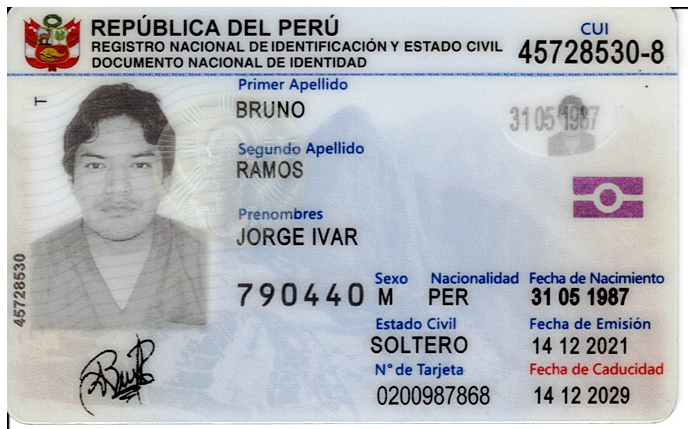 REPÚBLICA DEL PERÚ
REGISTRO NACIONAL DE IDENTIFICACIÓN Y ESTADO CIVIL
DOCUMENTO NACIONAL DE IDENTIDAD
CUI
45728530-8
T
Primer Apellido
BRUNO
31 05 1987
Segundo Apellido
RAMOS
Prenombres
JORGE IVAR
45728530
790440
Sexo Nacionalidad Fecha de Nacimiento
M PER 31 05 1987
Estado Civil Fecha de Emisión
SOLTERO 14 12 2021
N° de Tarjeta Fecha de Caducidad
0200987868 14 12 2029